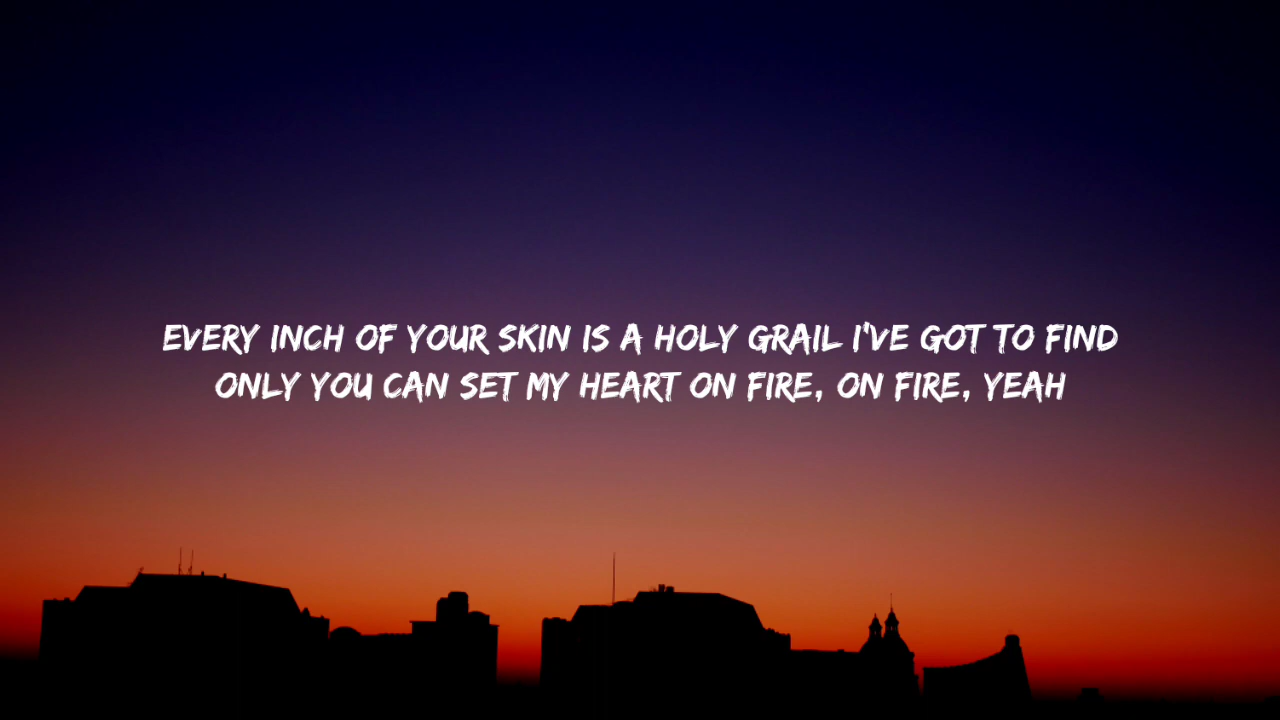 EVERY INCH OF YOUR SKIN IS A HOLY GRAIL I'VE GOT TO FIND
ONLY YOU CAN SET MY HEART ON FIRE, ON FIRE, YEAH